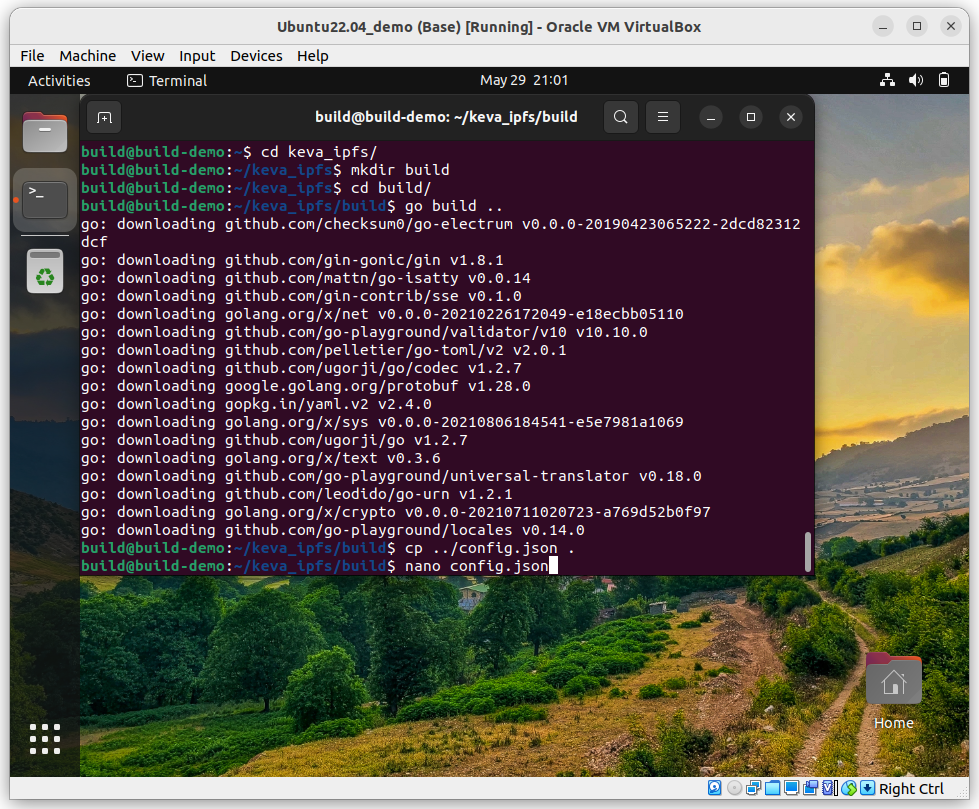 Ubuntu22.04_demo (Base) [Running] - Oracle VM VirtualBox
File Machine View Input Devices Help
Activities Terminal May 29 21:01
build@build-demo: ~/keva_ipfs/build
build@build-demo:~$ cd keva_ipfs/
build@build-demo:~/keva_ipfs$ mkdir build
build@build-demo:~/keva_ipfs$ cd build/
build@build-demo:~/keva_ipfs/build$ go build ..
go: downloading github.com/checksum0/go-electrum v0.0.0-20190423065222-2dcd82312
dcf
go: downloading github.com/gin-gonic/gin v1.8.1
go: downloading github.com/mattn/go-isatty v0.0.14
go: downloading github.com/gin-contrib/sse v0.1.0
go: downloading golang.org/x/net v0.0.0-20210226172049-e18ecbb05110
go: downloading github.com/go-playground/validator/v10 v10.10.0
go: downloading github.com/pelletier/go-toml/v2 v2.0.1
go: downloading github.com/ugorji/go/codec v1.2.7
go: downloading google.golang.org/protobuf v1.28.0
go: downloading gopkg.in/yaml.v2 v2.4.0
go: downloading golang.org/x/sys v0.0.0-20210806184541-e5e7981a1069
go: downloading github.com/ugorji/go v1.2.7
go: downloading golang.org/x/text v0.3.6
go: downloading github.com/go-playground/universal-translator v0.18.0
go: downloading github.com/leodido/go-urn v1.2.1
go: downloading golang.org/x/crypto v0.0.0-20210711020723-a769d52b0f97
go: downloading github.com/go-playground/locales v0.14.0
build@build-demo:~/keva_ipfs/build$ cp ../config.json .
build@build-demo:~/keva_ipfs/build$ nano config.json
Home
Right Ctrl